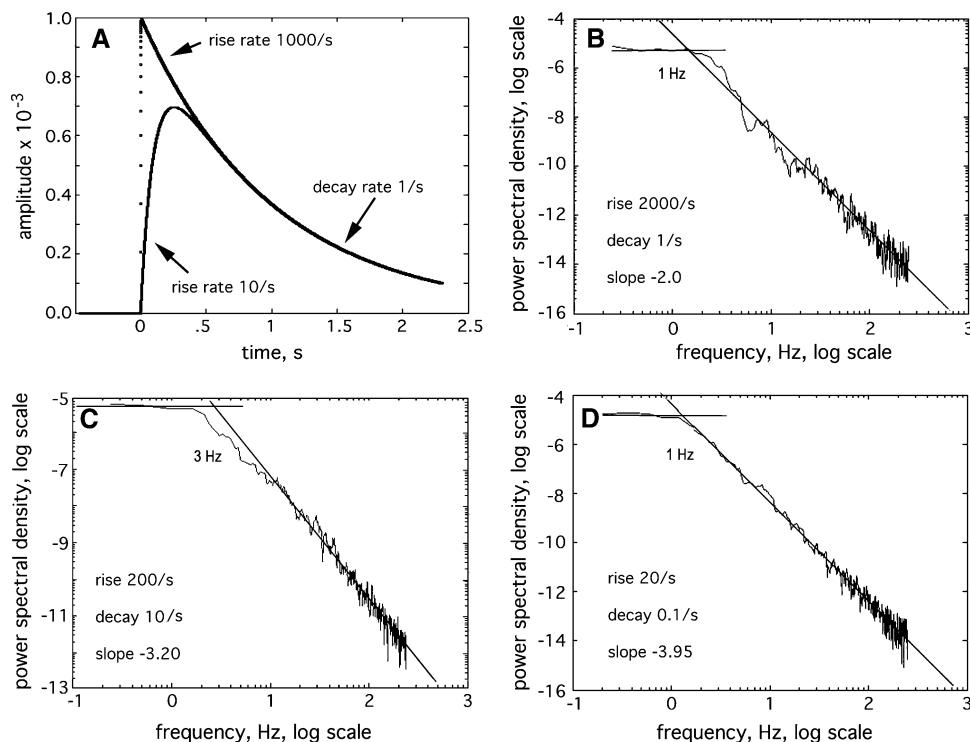 A
amplitude x 10⁻³
1.0
0.8
0.6
0.4
0.2
0.0
rise rate 1000/s
decay rate 1/s
rise rate 10/s
0 .5 1 1.5 2 2.5
time, s
B
power spectral density, log scale
-4
-6
-8
-10
-12
-14
-16
1 Hz
rise 2000/s
decay 1/s
slope -2.0
-1 0 1 2 3
frequency, Hz, log scale
C
power spectral density, log scale
-5
-7
-9
-11
-13
3 Hz
rise 200/s
decay 10/s
slope -3.20
-1 0 1 2 3
frequency, Hz, log scale
D
power spectral density, log scale
-4
-6
-8
-10
-12
-14
-16
1 Hz
rise 20/s
decay 0.1/s
slope -3.95
-1 0 1 2 3
frequency, Hz, log scale